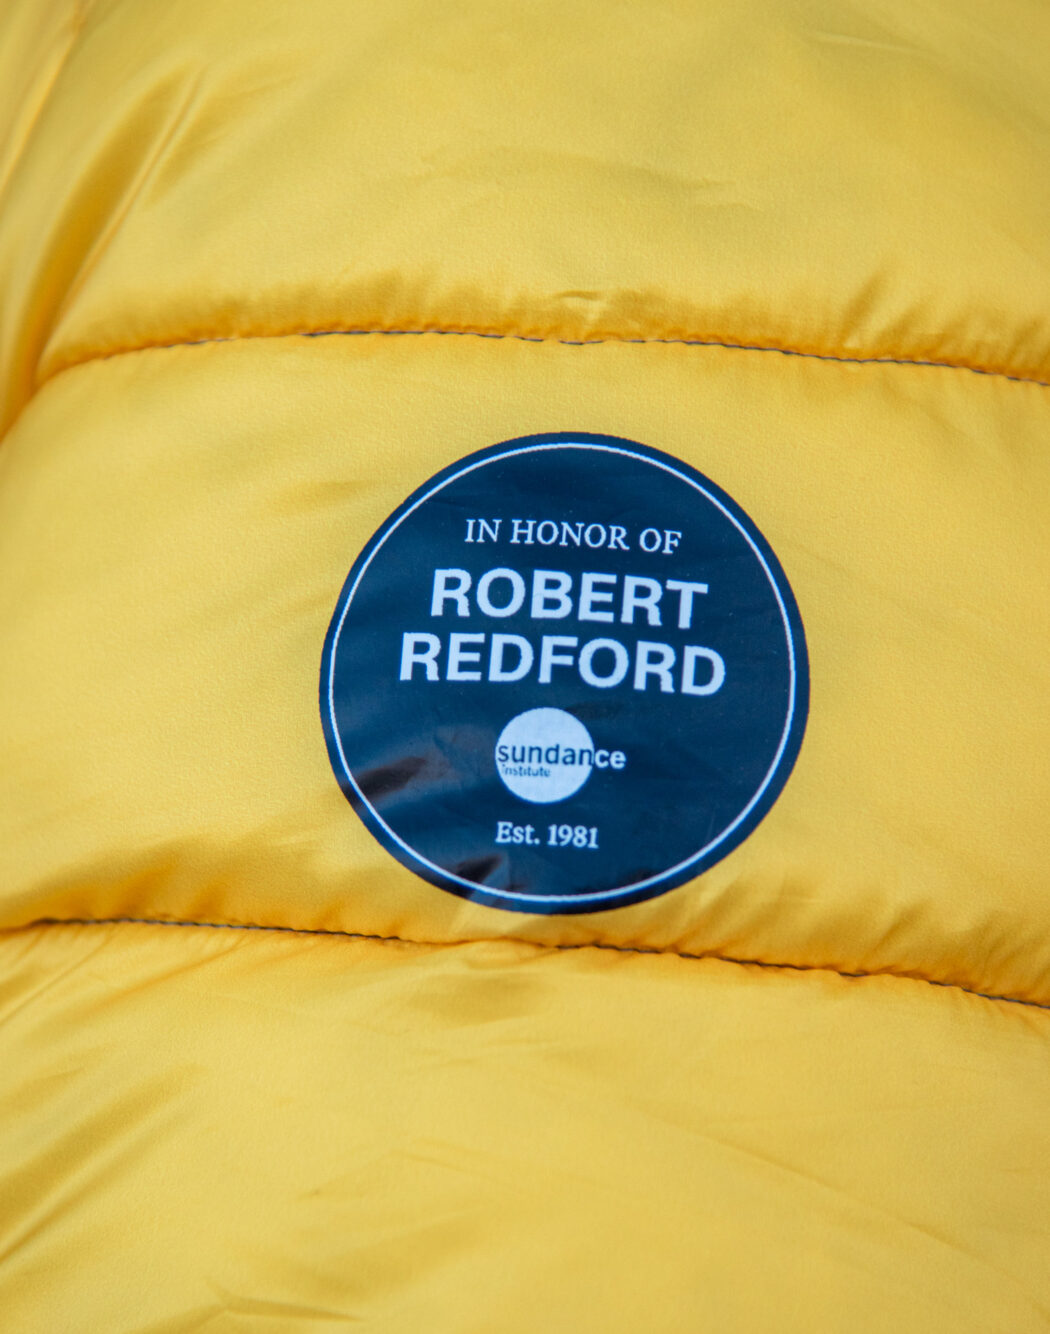 IN HONOR OF
ROBERT
REDFORD
sundance
institute
Est. 1981